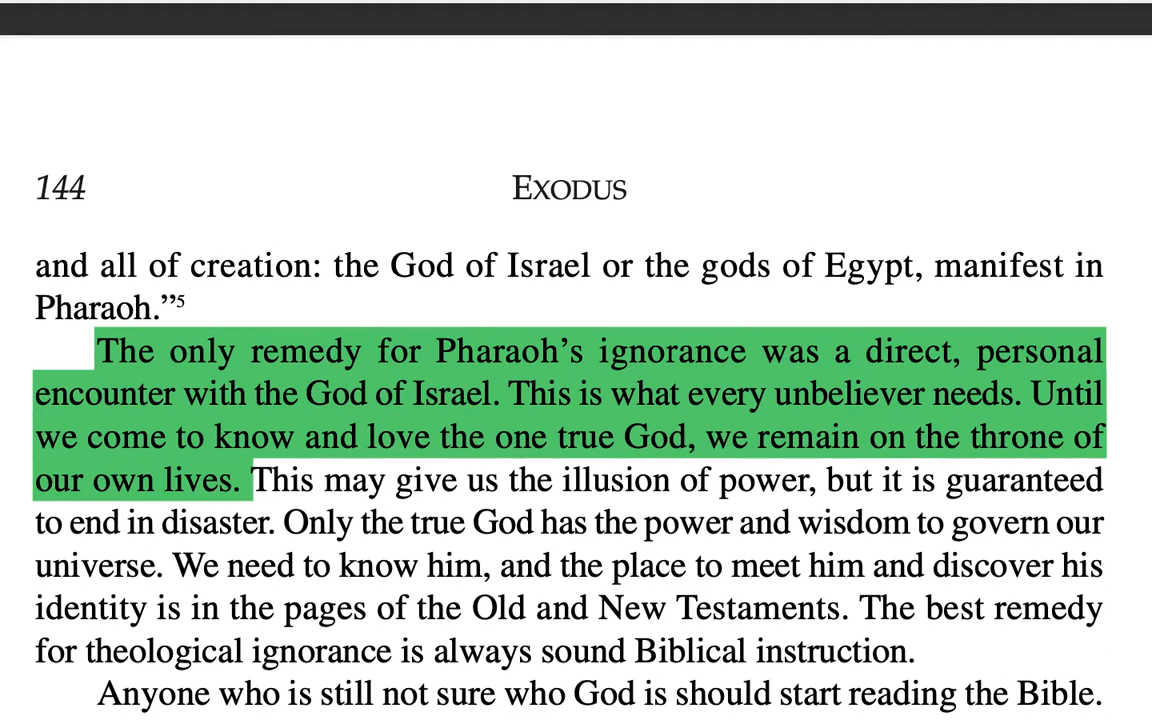 144
EXODUS
and all of creation: the God of Israel or the gods of Egypt, manifest in
Pharaoh.”⁵
The only remedy for Pharaoh’s ignorance was a direct, personal
encounter with the God of Israel. This is what every unbeliever needs. Until
we come to know and love the one true God, we remain on the throne of
our own lives. This may give us the illusion of power, but it is guaranteed
to end in disaster. Only the true God has the power and wisdom to govern our
universe. We need to know him, and the place to meet him and discover his
identity is in the pages of the Old and New Testaments. The best remedy
for theological ignorance is always sound Biblical instruction.
Anyone who is still not sure who God is should start reading the Bible.